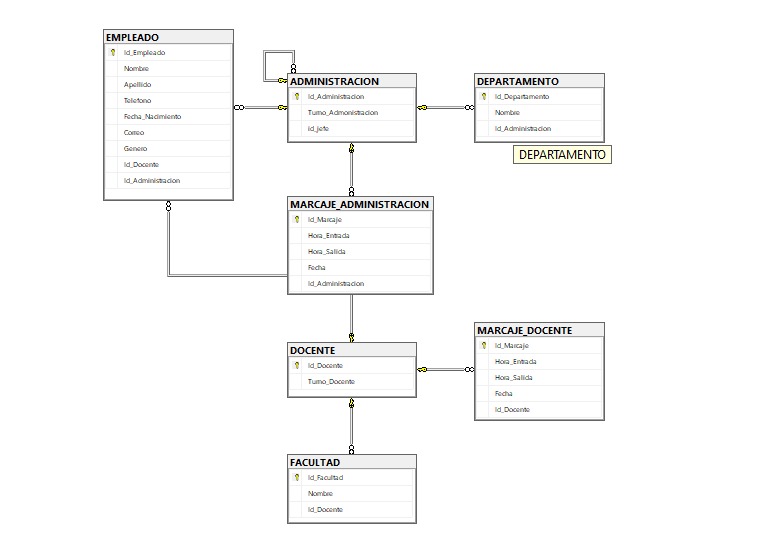 EMPLEADO
Id_Empleado
Nombre
Apellido
Telefono
Fecha_Nacimiento
Correo
Genero
Id_Docente
Id_Administracion
ADMINISTRACION
Id_Administracion
Turno_Admonistracion
id_jefe
DEPARTAMENTO
Id_Departamento
Nombre
Id_Administracion
DEPARTAMENTO
MARCAJE_ADMINISTRACION
Id_Marcaje
Hora_Entrada
Hora_Salida
Fecha
Id_Administracion
DOCENTE
Id_Docente
Turno_Docente
MARCAJE_DOCENTE
Id_Marcaje
Hora_Entrada
Hora_Salida
Fecha
Id_Docente
FACULTAD
Id_Facultad
Nombre
Id_Docente